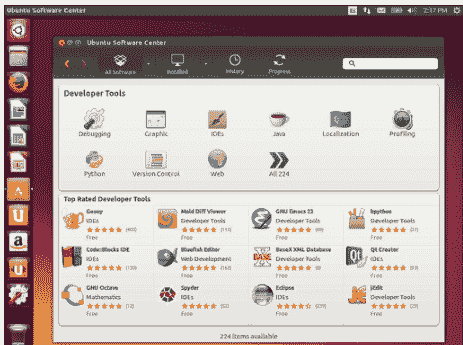 Ubuntu Software Center
2:37 PM
Ubuntu Software Center
All Software
Installed
History
Progress
Developer Tools
Debugging
Graphic
IDEs
Java
Localization
Profiling
Python
Version Control
Web
All 224
Top Rated Developer Tools
Geany
IDEs
Free
Meld Diff Viewer
Developer Tools
Free
GNU Emacs 23
Developer Tools
Free
bpython
Developer Tools
Free
Code::Blocks IDE
IDEs
Free
Bluefish Editor
Web Development
Free
BaseX XML Database
Developer Tools
Free
Qt Creator
IDEs
Free
GNU Octave
Mathematics
Free
Spyder
IDEs
Free
Eclipse
IDEs
Free
jEdit
Developer Tools
Free
224 items available